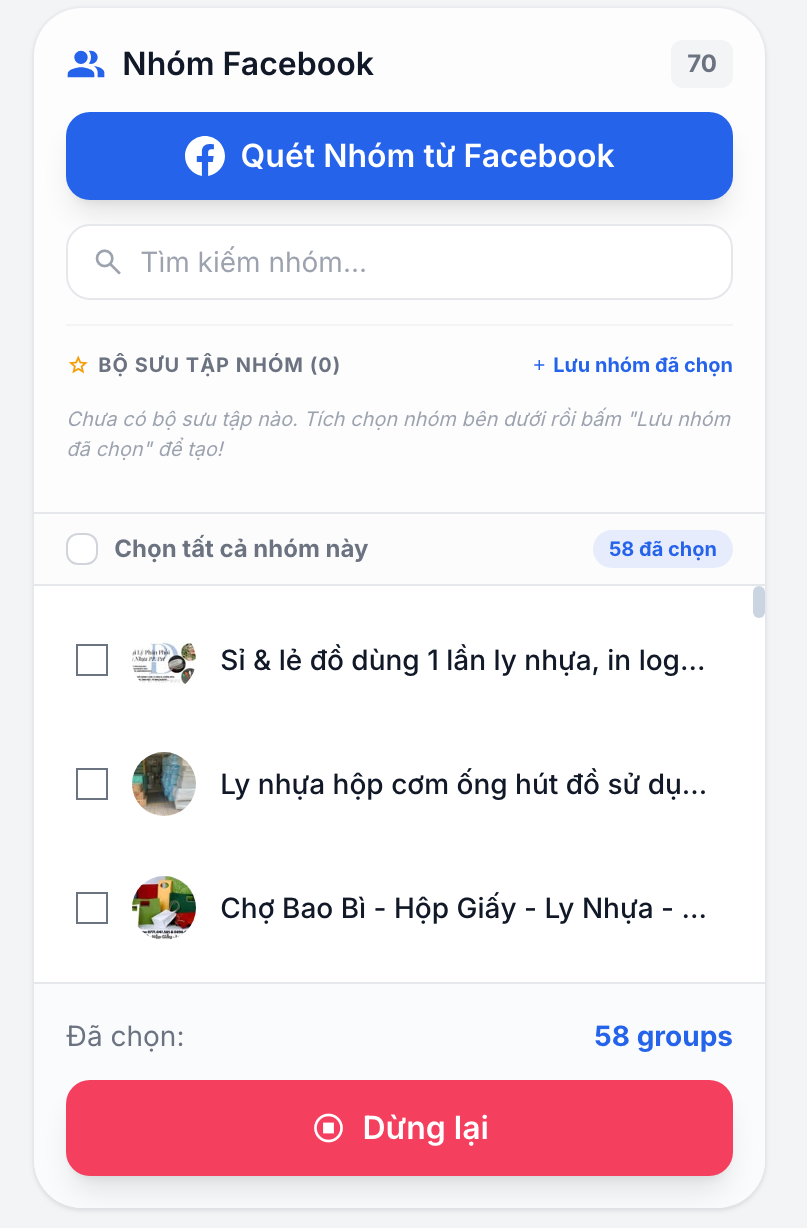 Nhóm Facebook
70
Quét Nhóm từ Facebook
Tìm kiếm nhóm...
BỘ SƯU TẬP NHÓM (0)
+ Lưu nhóm đã chọn
Chưa có bộ sưu tập nào. Tích chọn nhóm bên dưới rồi bấm "Lưu nhóm
đã chọn" để tạo!
Chọn tất cả nhóm này
58 đã chọn
Sỉ & lẻ đồ dùng 1 lần ly nhựa, in log...
Ly nhựa hộp cơm ống hút đồ sử dụ...
Chợ Bao Bì - Hộp Giấy - Ly Nhựa - ...
Đã chọn:
58 groups
Dừng lại